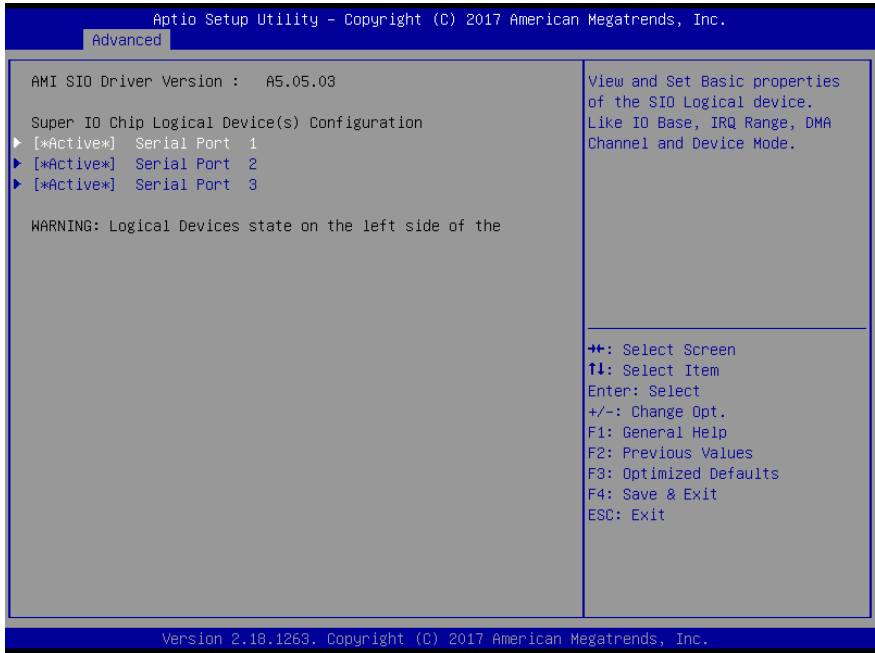 Aptio Setup Utility – Copyright (C) 2017 American Megatrends, Inc.
Advanced
AMI SIO Driver Version : A5.05.03
Super IO Chip Logical Device(s) Configuration
[*Active*] Serial Port 1
[*Active*] Serial Port 2
[*Active*] Serial Port 3
WARNING: Logical Devices state on the left side of the
View and Set Basic properties
of the SIO Logical device.
Like IO Base, IRQ Range, DMA
Channel and Device Mode.
→←: Select Screen
↑↓: Select Item
Enter: Select
+/-: Change Opt.
F1: General Help
F2: Previous Values
F3: Optimized Defaults
F4: Save & Exit
ESC: Exit
Version 2.18.1263. Copyright (C) 2017 American Megatrends, Inc.